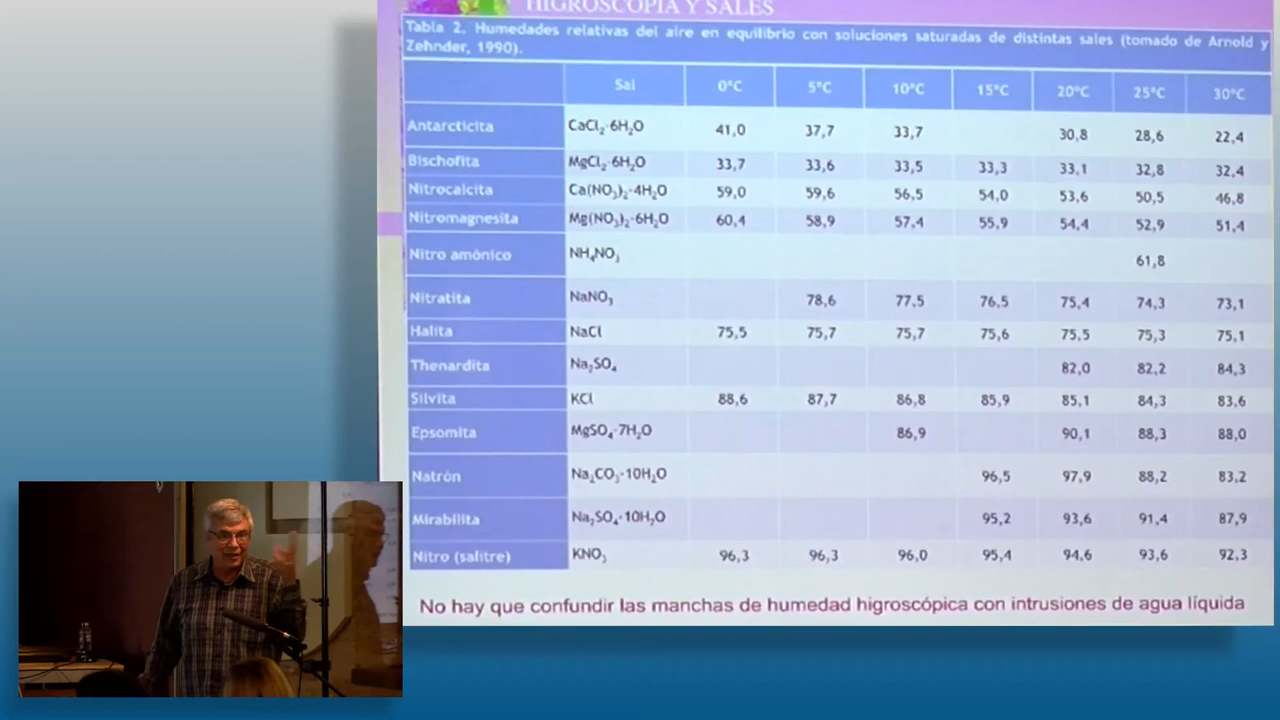 HIGROSCOPIA Y SALES
Tabla 2. Humedades relativas del aire en equilibrio con soluciones saturadas de distintas sales (tomado de Arnold y
Zehnder, 1990).
Sal 0ºC 5ºC 10ºC 15ºC 20ºC 25ºC 30ºC
Antarcticita CaCl₂·6H₂O 41,0 37,7 33,7 30,8 28,6 22,4
Bischofita MgCl₂·6H₂O 33,7 33,6 33,5 33,3 33,1 32,8 32,4
Nitrocalcita Ca(NO₃)₂·4H₂O 59,0 59,6 56,5 54,0 53,6 50,5 46,8
Nitromagnesita Mg(NO₃)₂·6H₂O 60,4 58,9 57,4 55,9 54,4 52,9 51,4
Nitro amónico NH₄NO₃ 61,8
Nitratita NaNO₃ 78,6 77,5 76,5 75,4 74,3 73,1
Halita NaCl 75,5 75,7 75,7 75,6 75,5 75,3 75,1
Thenardita Na₂SO₄ 82,0 82,2 84,3
Silvita KCl 88,6 87,7 86,8 85,9 85,1 84,3 83,6
Epsomita MgSO₄·7H₂O 86,9 90,1 88,3 88,0
Natrón Na₂CO₃·10H₂O 96,5 97,9 88,2 83,2
Mirabilita Na₂SO₄·10H₂O 95,2 93,6 91,4 87,9
Nitro (salitre) KNO₃ 96,3 96,3 96,0 95,4 94,6 93,6 92,3
No hay que confundir las manchas de humedad higroscópica con intrusiones de agua líquida